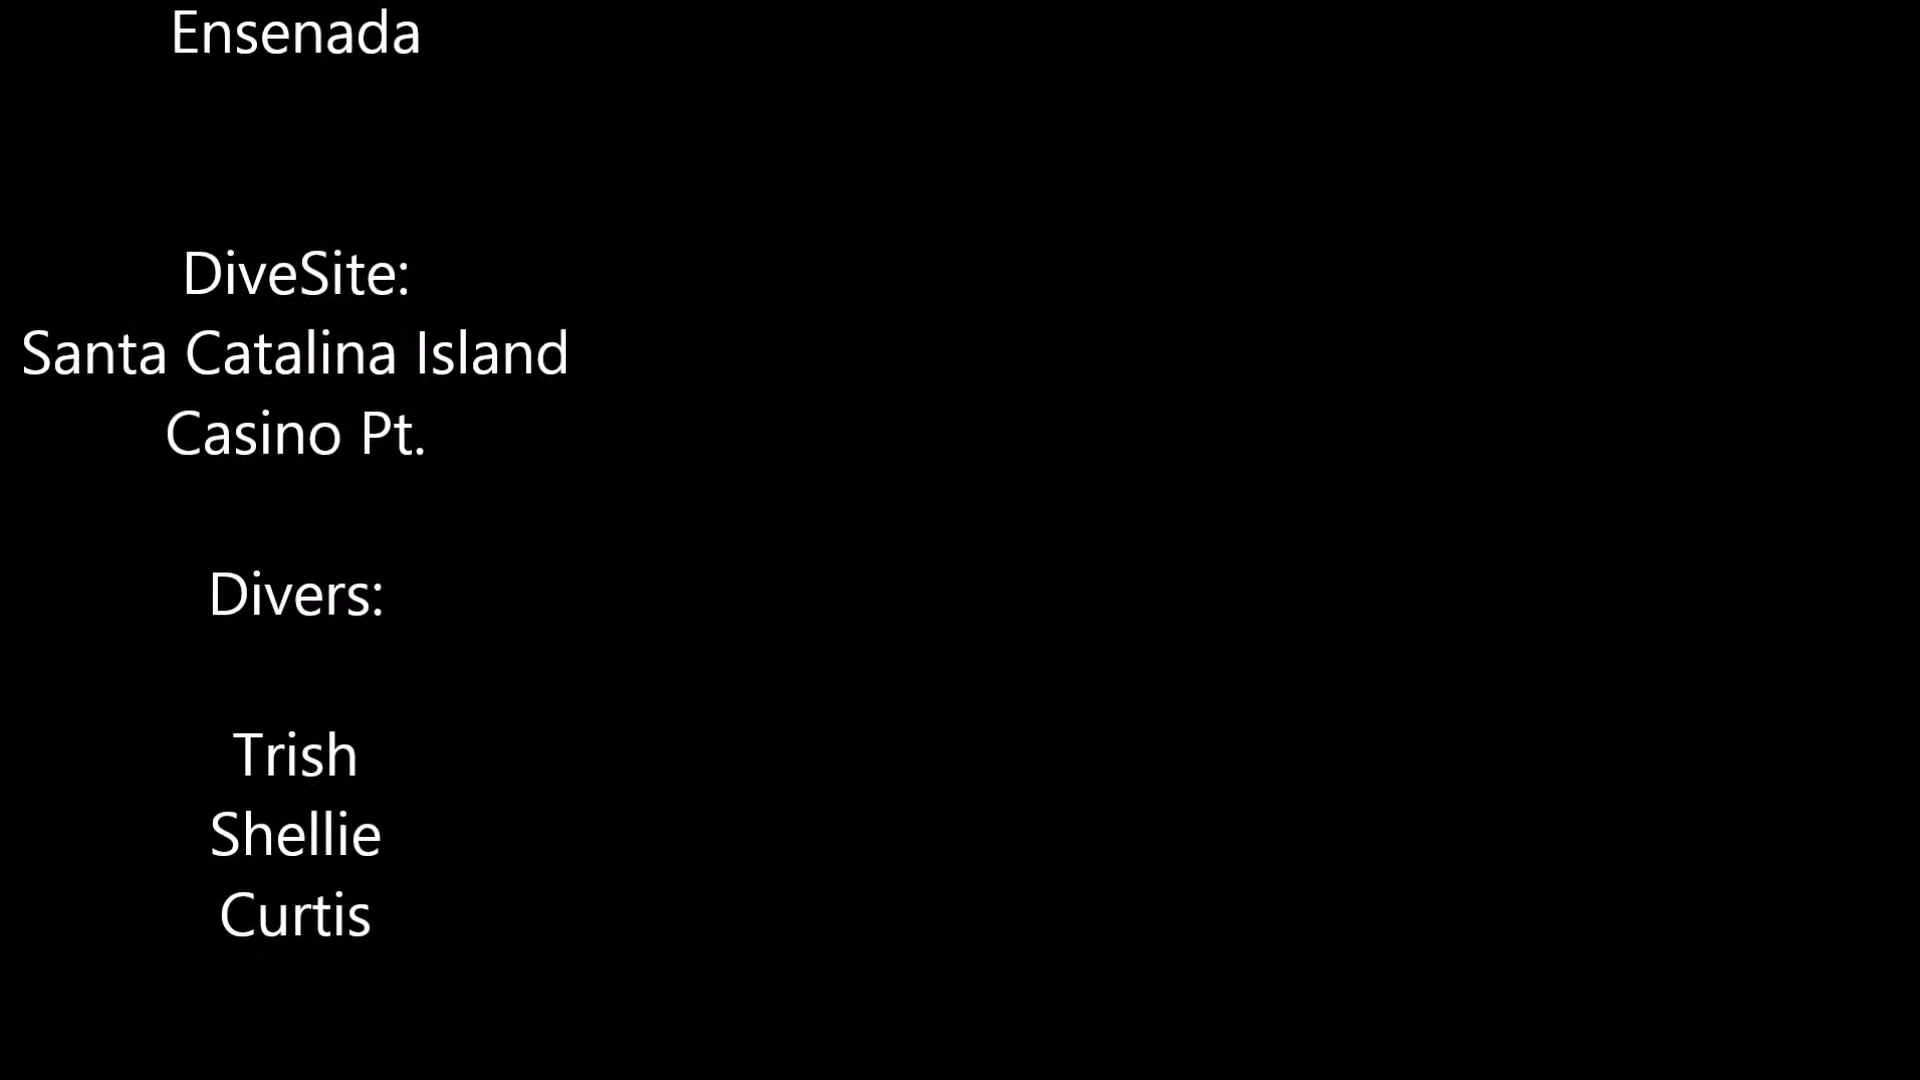 Ensenada
DiveSite:
Santa Catalina Island
Casino Pt.
Divers:
Trish
Shellie
Curtis